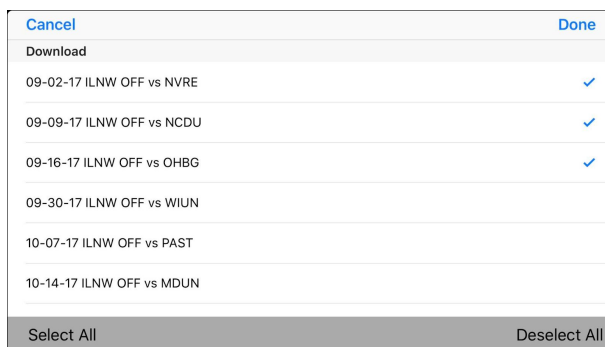 Cancel Done
Download
09-02-17 ILNW OFF vs NVRE
09-09-17 ILNW OFF vs NCDU
09-16-17 ILNW OFF vs OHBG
09-30-17 ILNW OFF vs WIUN
10-07-17 ILNW OFF vs PAST
10-14-17 ILNW OFF vs MDUN
Select All Deselect All